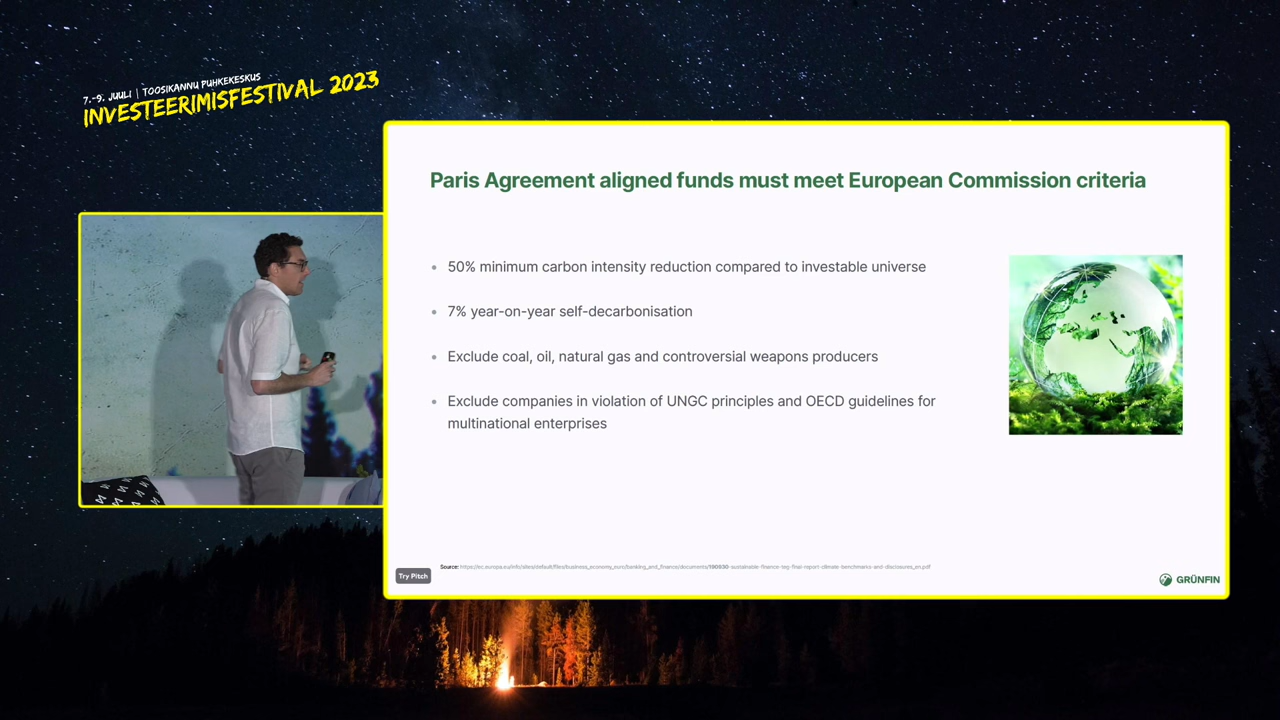 7.-9. JUULI | TOOSIKANNU PUHKEKESKUS
INVESTEERIMISFESTIVAL 2023
Paris Agreement aligned funds must meet European Commission criteria
• 50% minimum carbon intensity reduction compared to investable universe
• 7% year-on-year self-decarbonisation
• Exclude coal, oil, natural gas and controversial weapons producers
• Exclude companies in violation of UNGC principles and OECD guidelines for
multinational enterprises
Source: https://ec.europa.eu/info/sites/default/files/business_economy_euro/banking_and_finance/documents/190930-sustainable-finance-teg-final-report-climate-benchmarks-and-disclosures_en.pdf
Try Pitch
GRÜNFIN